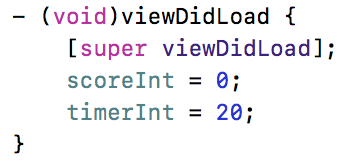 - (void)viewDidLoad {
    [super viewDidLoad];
    scoreInt = 0;
    timerInt = 20;
}